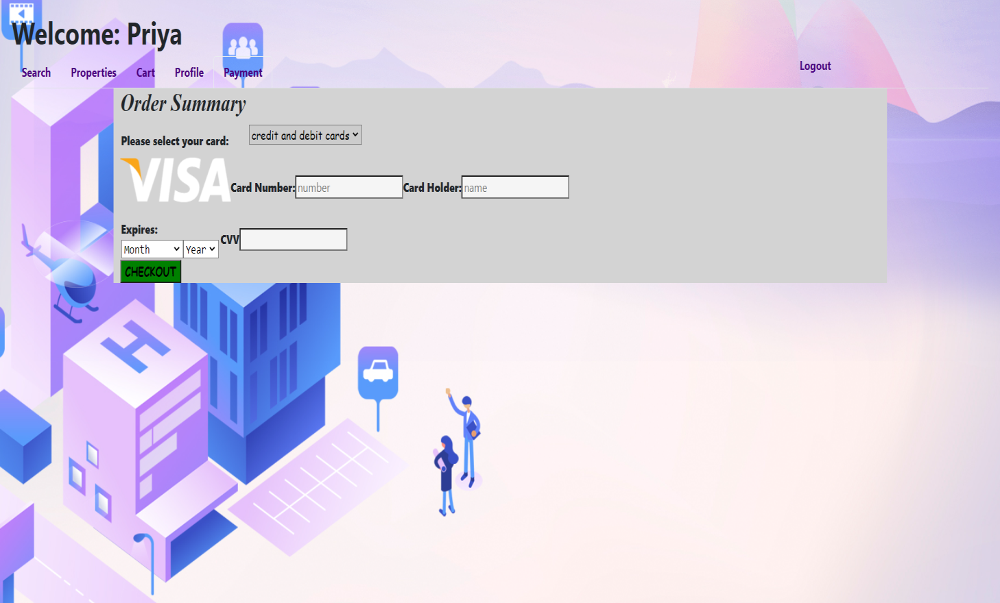 Welcome: Priya
Search Properties Cart Profile Payment Logout
Order Summary
Please select your card: credit and debit cards
VISA Card Number: number Card Holder: name
Expires:
Month Year CVV
CHECKOUT
H